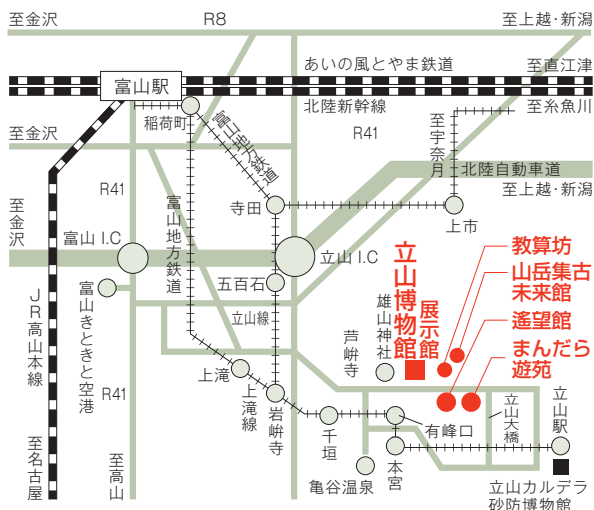 至金沢
R8
至上越・新潟
あいの風とやま鉄道
至直江津
富山駅
北陸新幹線
至糸魚川
稲荷町
至金沢
富山地方鉄道
R41
至宇奈月
北陸自動車道
至上越・新潟
R41
富山地方鉄道
寺田
上市
至金沢
富山 I.C
立山 I.C
五百石
富山きときと空港
立山線
JR高山本線
R41
上滝
上滝線
岩峅寺
千垣
有峰口
本宮
亀谷温泉
芦峅寺
雄山神社
立山博物館
展示館
教算坊
山岳集古
未来館
遙望館
まんだら
遊苑
立山大橋
立山駅
立山カルデラ
砂防博物館
至名古屋
至高山